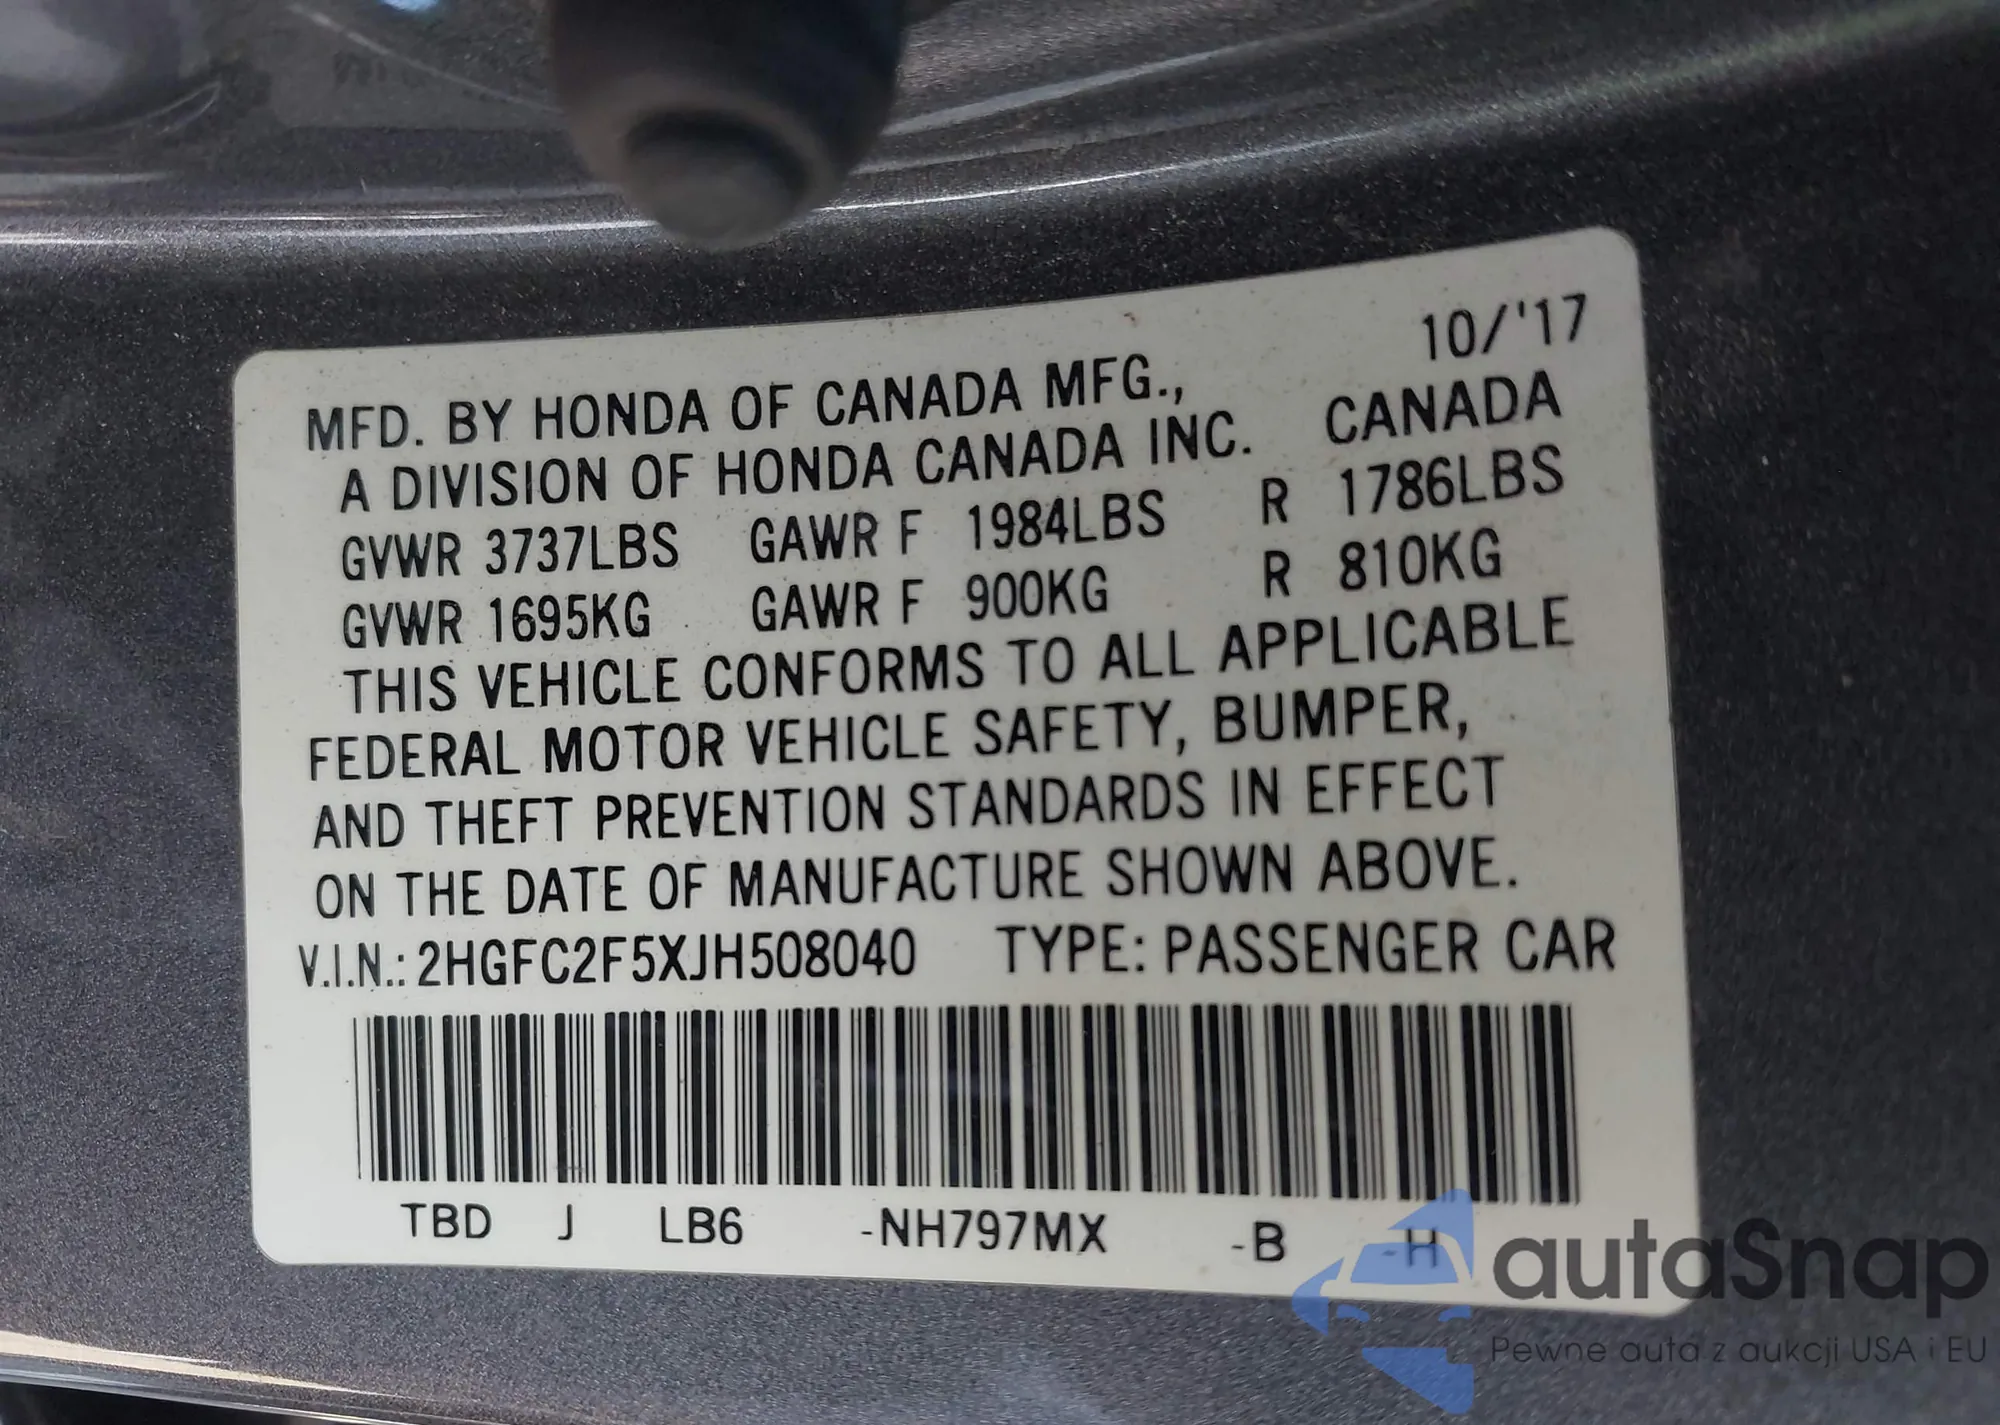 10/'17
MFD. BY HONDA OF CANADA MFG.,
A DIVISION OF HONDA CANADA INC. CANADA
GVWR 3737LBS GAWR F 1984LBS R 1786LBS
GVWR 1695KG GAWR F 900KG R 810KG
THIS VEHICLE CONFORMS TO ALL APPLICABLE
FEDERAL MOTOR VEHICLE SAFETY, BUMPER,
AND THEFT PREVENTION STANDARDS IN EFFECT
ON THE DATE OF MANUFACTURE SHOWN ABOVE.
V.I.N.: 2HGFC2F5XJH508040 TYPE: PASSENGER CAR
TBD J LB6 -NH797MX -B -H
autaSnap
Pewne auta z aukcji USA i EU